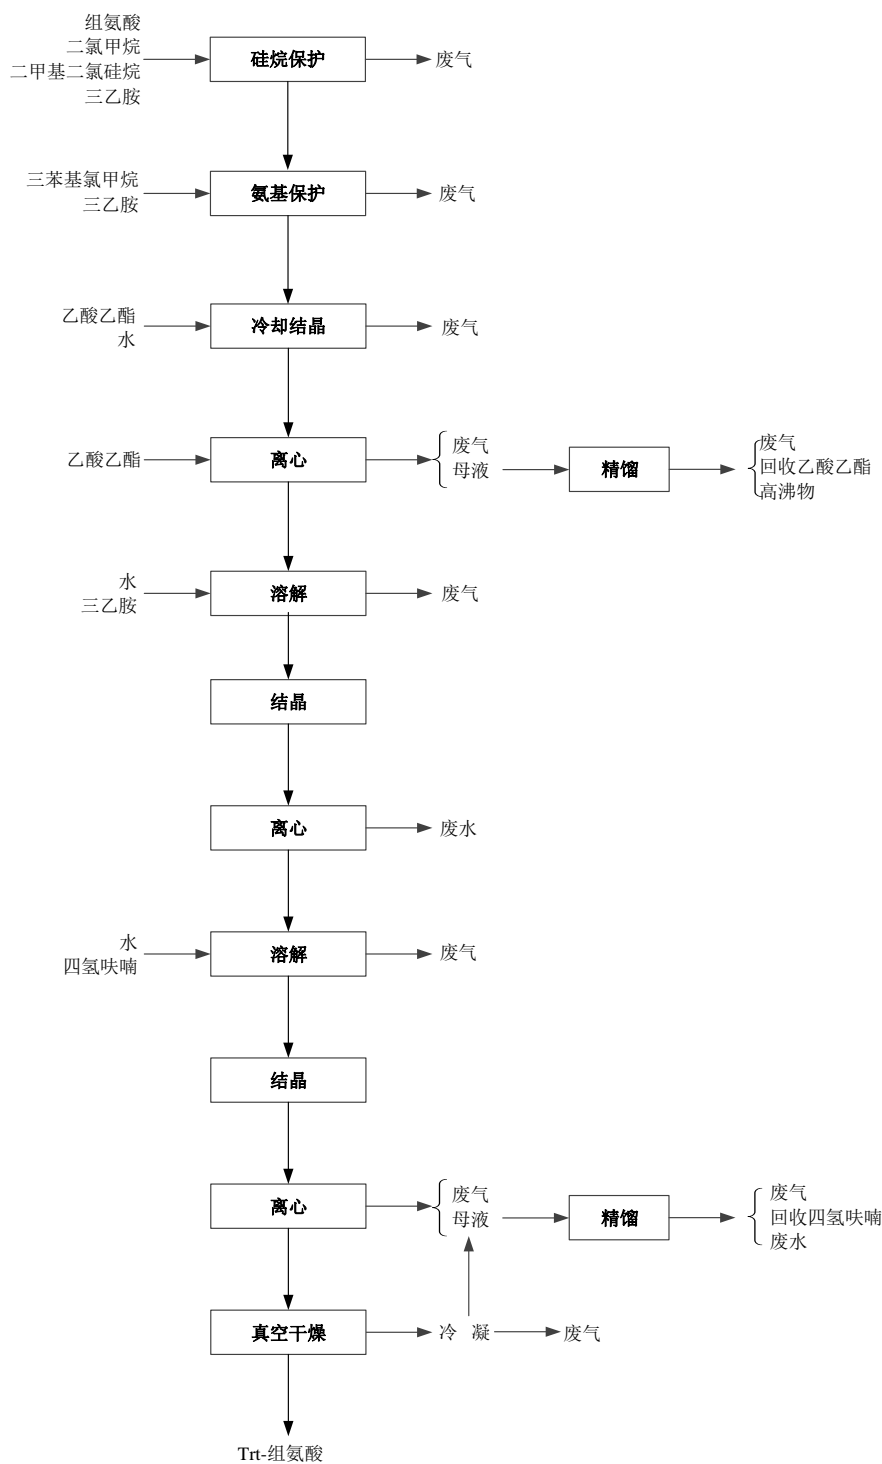 组氨酸
二氯甲烷
二甲基二氯硅烷
三乙胺
硅烷保护
废气
三苯基氯甲烷
三乙胺
氨基保护
废气
乙酸乙酯
水
冷却结晶
废气
乙酸乙酯
离心
废气
母液
精馏
废气
回收乙酸乙酯
高沸物
水
三乙胺
溶解
废气
结晶
离心
废水
水
四氢呋喃
溶解
废气
结晶
离心
废气
母液
精馏
废气
回收四氢呋喃
废水
真空干燥
冷 凝
废气
Trt-组氨酸